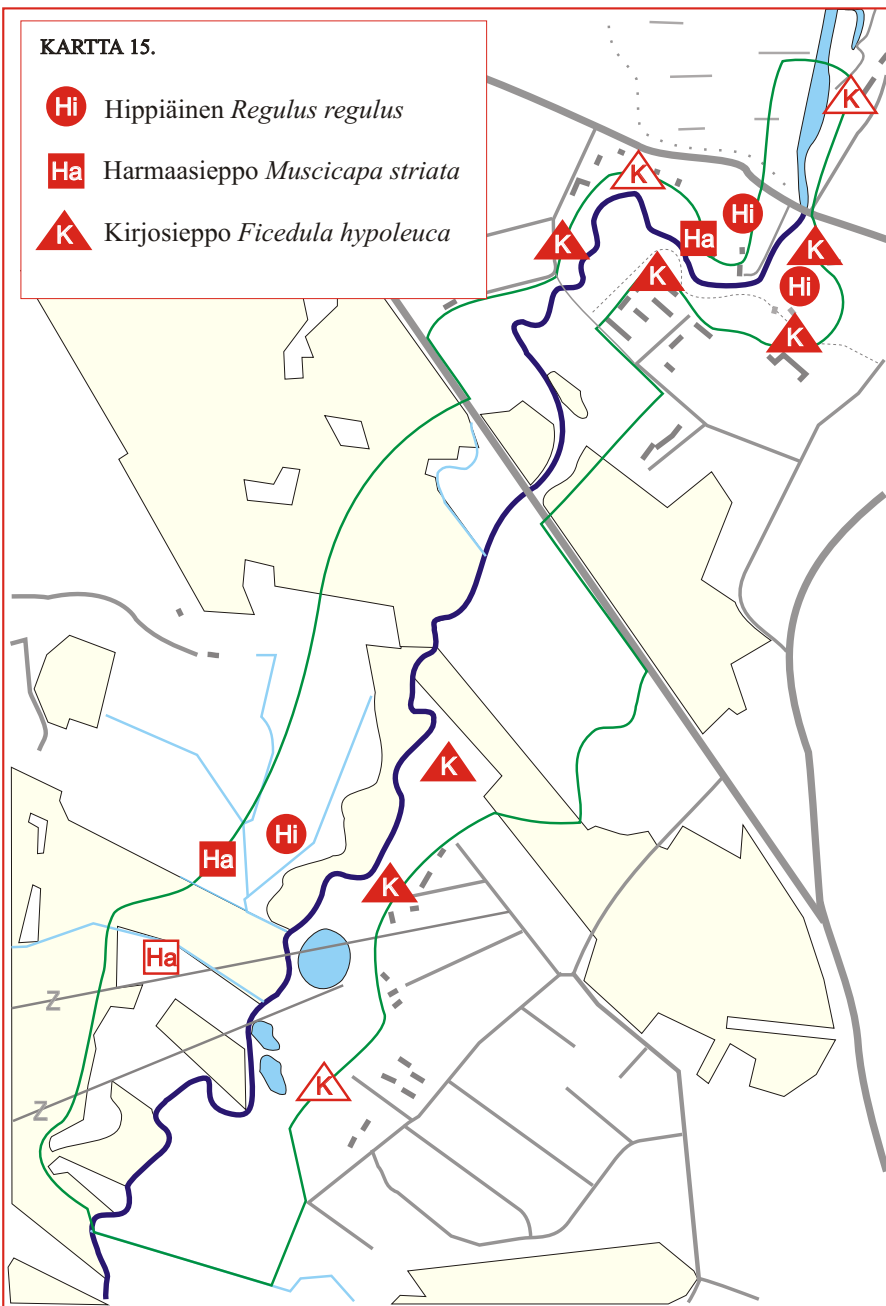 KARTTA 15.
Hi Hippiäinen Regulus regulus
Ha Harmaasieppo Muscicapa striata
K Kirjosieppo Ficedula hypoleuca
K
K
Hi
Ha
K
K
K
Hi
K
K
Hi
Ha
K
Ha
Z
K
Z